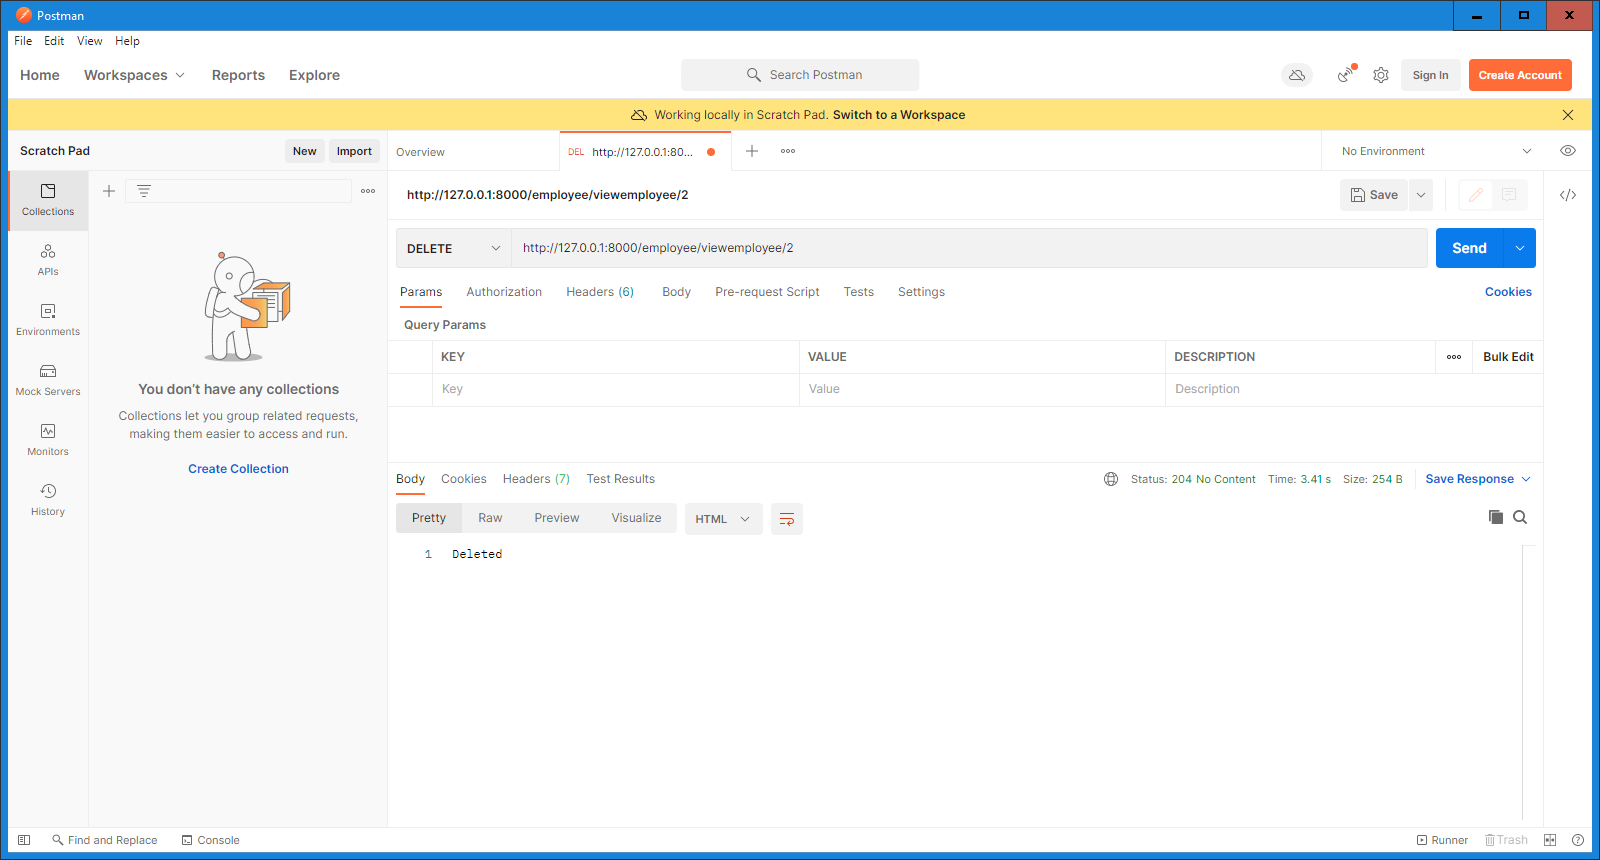 Postman
File Edit View Help
Home Workspaces Reports Explore Search Postman Sign In Create Account
Working locally in Scratch Pad. Switch to a Workspace
Scratch Pad New Import Overview DEL http://127.0.0.1:80... No Environment
Collections
APIs
Environments
Mock Servers
Monitors
History
You don't have any collections
Collections let you group related requests,
making them easier to access and run.
Create Collection
http://127.0.0.1:8000/employee/viewemployee/2 Save
DELETE http://127.0.0.1:8000/employee/viewemployee/2 Send
Params Authorization Headers (6) Body Pre-request Script Tests Settings Cookies
Query Params
KEY VALUE DESCRIPTION Bulk Edit
Key Value Description
Body Cookies Headers (7) Test Results Status: 204 No Content Time: 3.41 s Size: 254 B Save Response
Pretty Raw Preview Visualize HTML
1 Deleted
Find and Replace Console Runner Trash